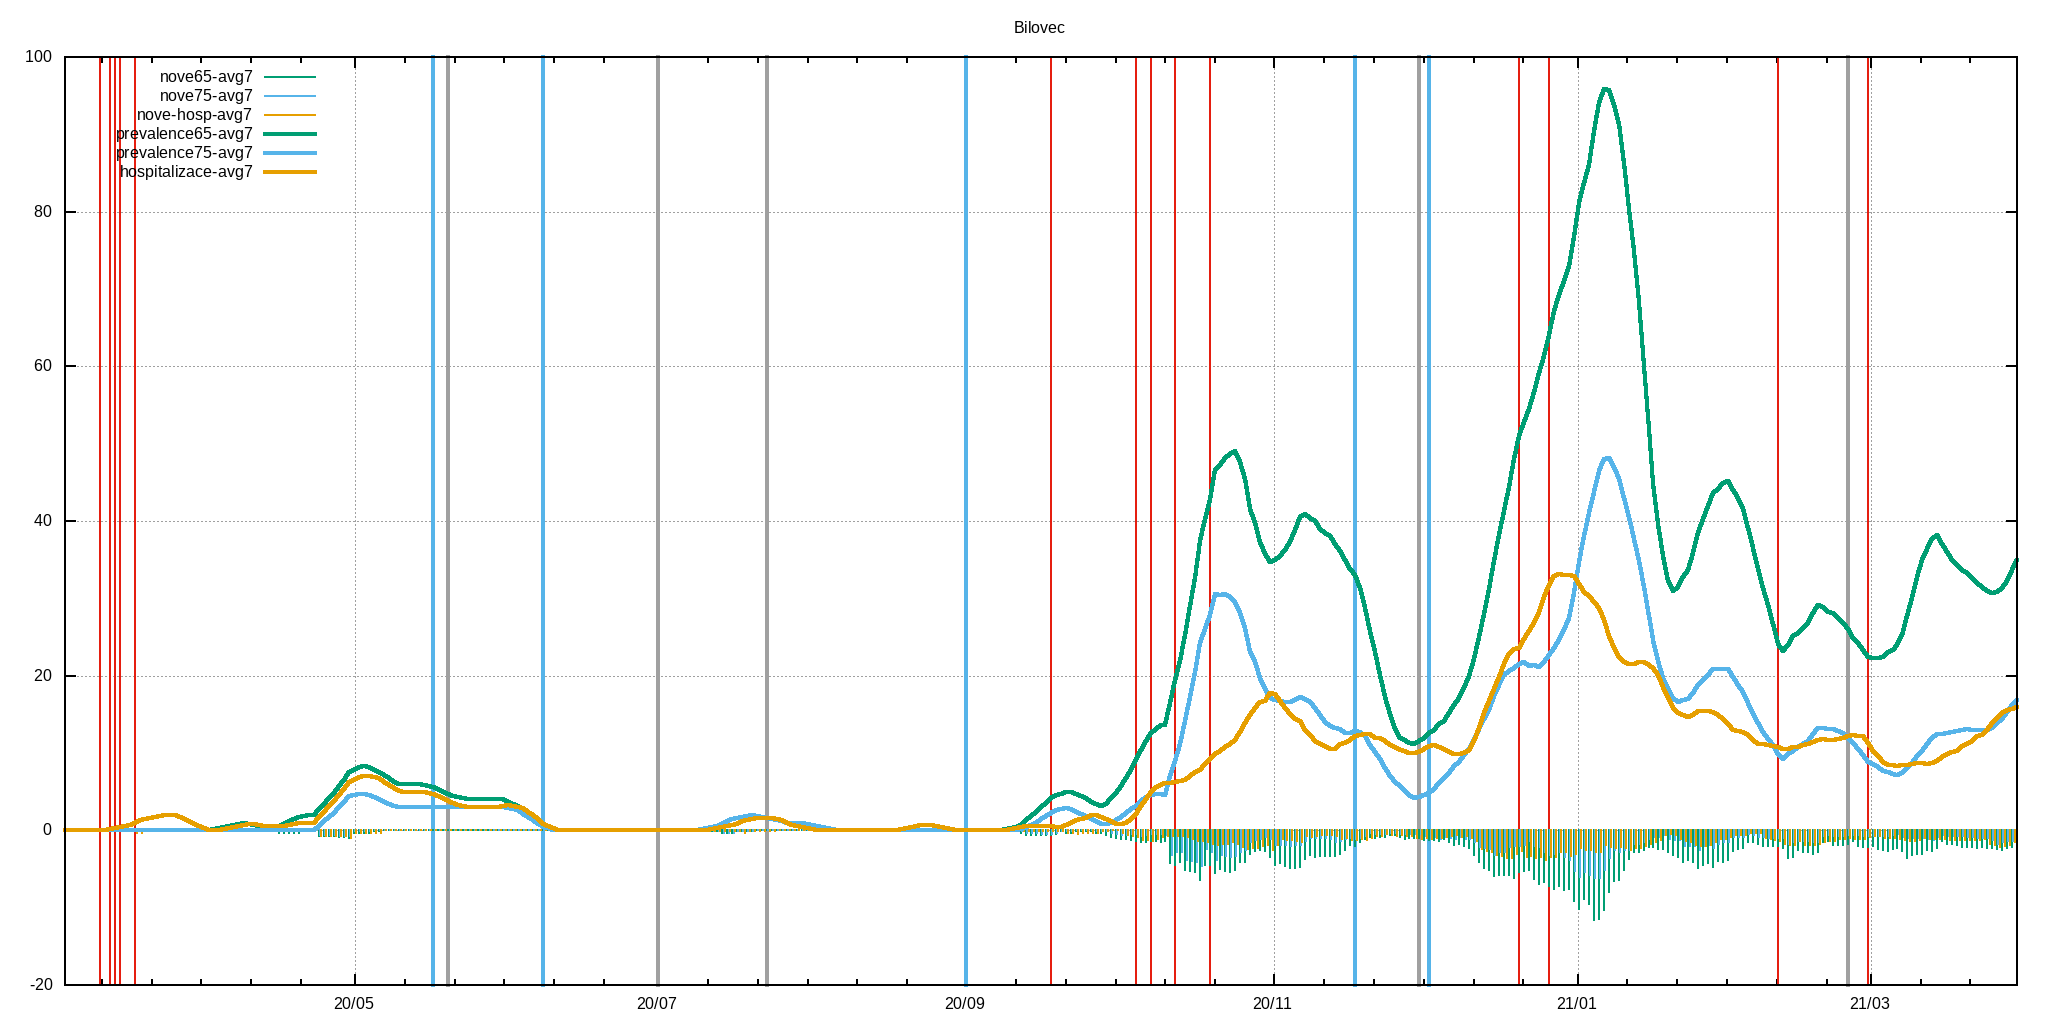 Bilovec
100
nove65-avg7
nove75-avg7
nove-hosp-avg7
prevalence65-avg7
prevalence75-avg7
hospitalizace-avg7
80
60
40
20
0
-20
20/05 20/07 20/09 20/11 21/01 21/03